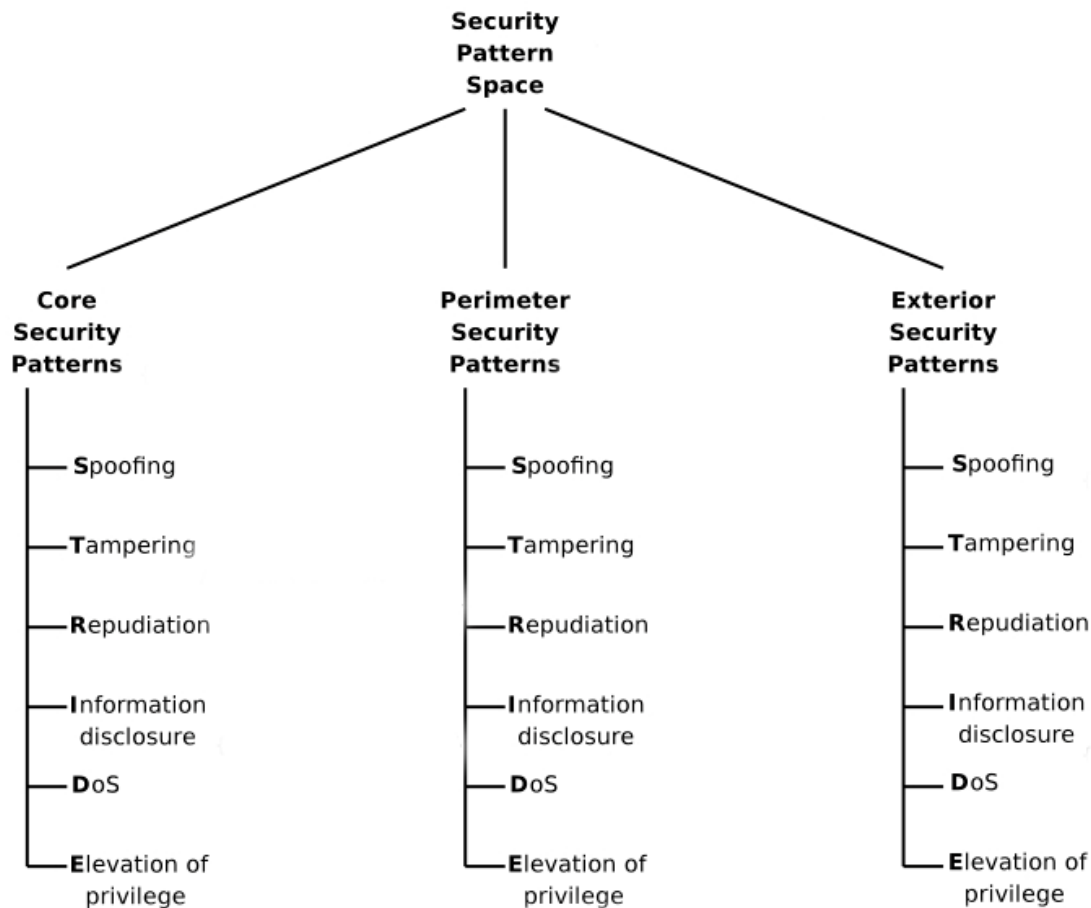 Security
Pattern
Space
Core
Security
Patterns
Spoofing
Tampering
Repudiation
Information
disclosure
DoS
Elevation of
privilege
Perimeter
Security
Patterns
Spoofing
Tampering
Repudiation
Information
disclosure
DoS
Elevation of
privilege
Exterior
Security
Patterns
Spoofing
Tampering
Repudiation
Information
disclosure
DoS
Elevation of
privilege